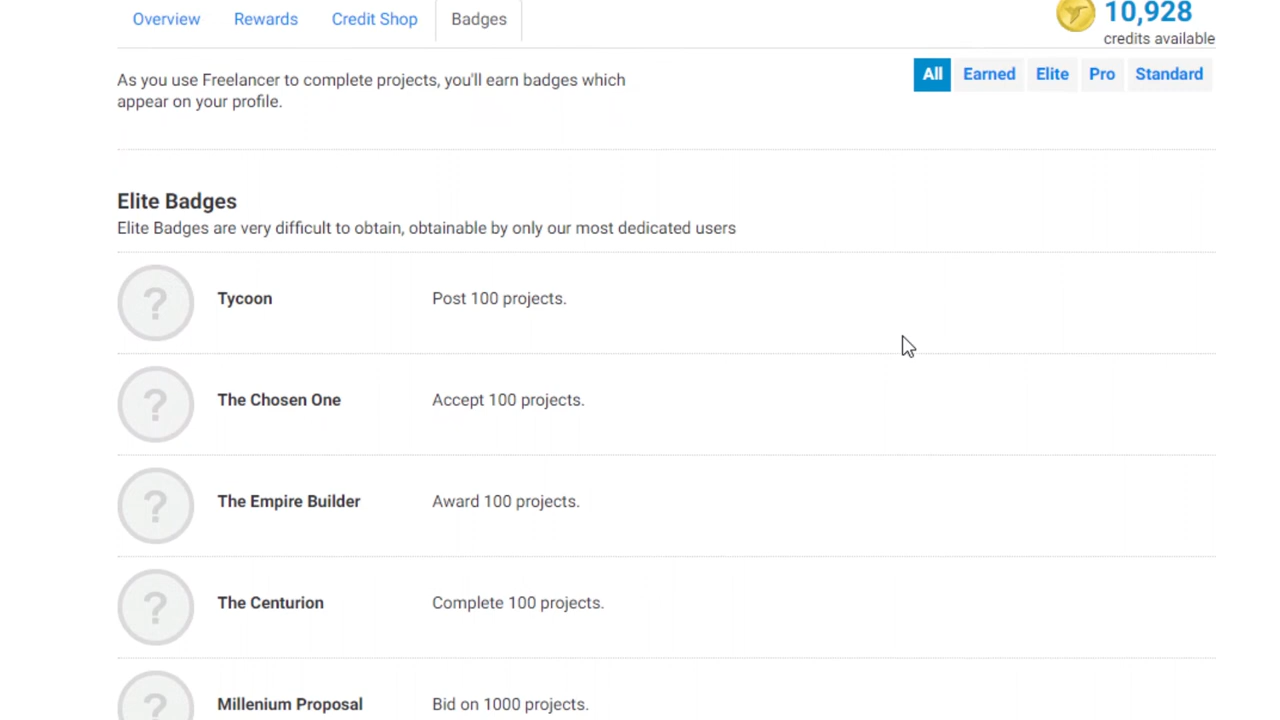 Overview Rewards Credit Shop Badges
10,928
credits available
As you use Freelancer to complete projects, you'll earn badges which
appear on your profile.
All Earned Elite Pro Standard
Elite Badges
Elite Badges are very difficult to obtain, obtainable by only our most dedicated users
? Tycoon Post 100 projects.
? The Chosen One Accept 100 projects.
? The Empire Builder Award 100 projects.
? The Centurion Complete 100 projects.
? Millenium Proposal Bid on 1000 projects.